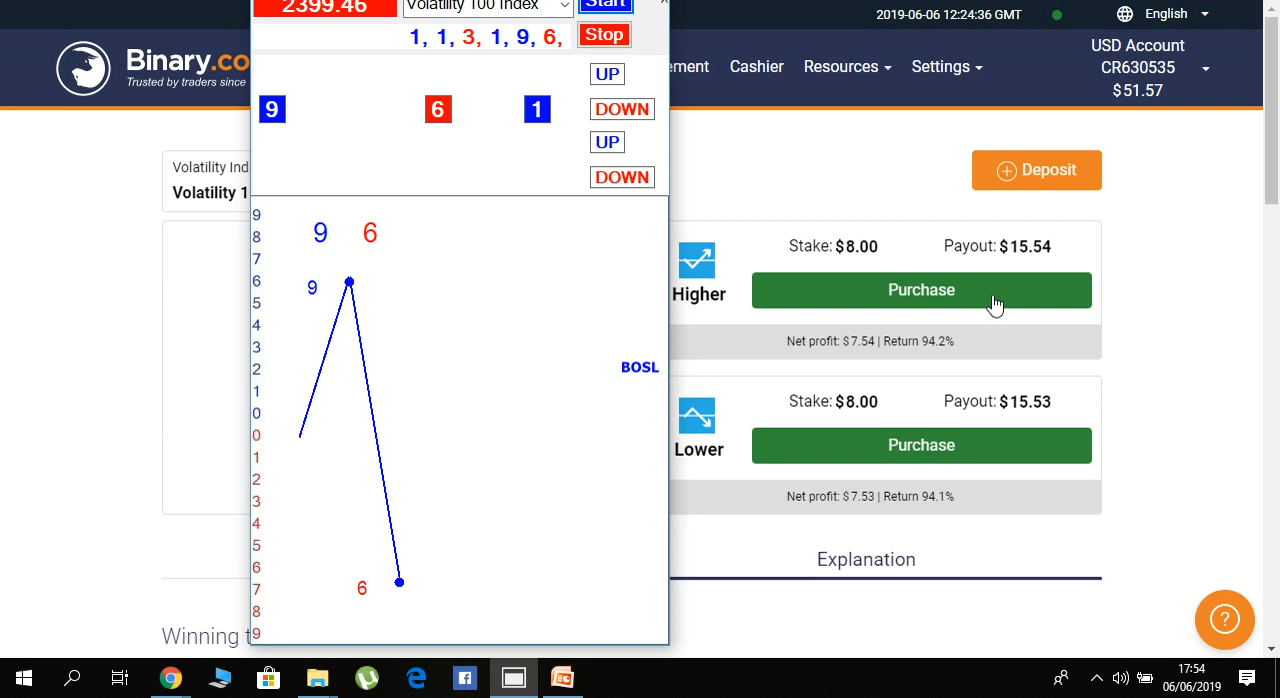 2399.46
Volatility 100 Index
Start
1, 1, 3, 1, 9, 6,
Stop
UP
9 6 1
DOWN
UP
DOWN
9
8
7
6
5
4
3
2
1
0
0
1
2
3
4
5
6
7
8
9
9 6
9
6
BOSL
2019-06-06 12:24:36 GMT
English
Binary.co
Trusted by traders since
ement
Cashier
Resources
Settings
USD Account
CR630535
$51.57
Volatility Ind
Volatility 1
Deposit
Higher
Stake: $8.00
Payout: $15.54
Purchase
Net profit: $7.54 | Return 94.2%
Lower
Stake: $8.00
Payout: $15.53
Purchase
Net profit: $7.53 | Return 94.1%
Explanation
Winning t
?
17:54
06/06/2019